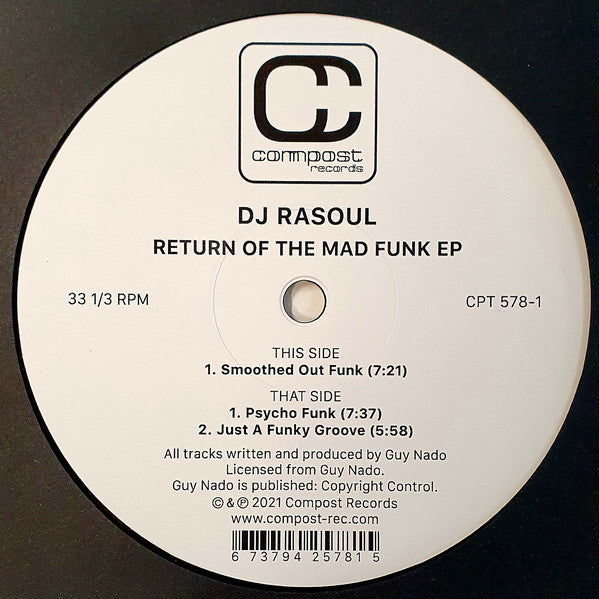 compost
records
DJ RASOUL
RETURN OF THE MAD FUNK EP
33 1/3 RPM
CPT 578-1
THIS SIDE
1. Smoothed Out Funk (7:21)
THAT SIDE
1. Psycho Funk (7:37)
2. Just A Funky Groove (5:58)
All tracks written and produced by Guy Nado
Licensed from Guy Nado.
Guy Nado is published: Copyright Control.
© & ℗ 2021 Compost Records
www.compost-rec.com
6 73794 25781 5